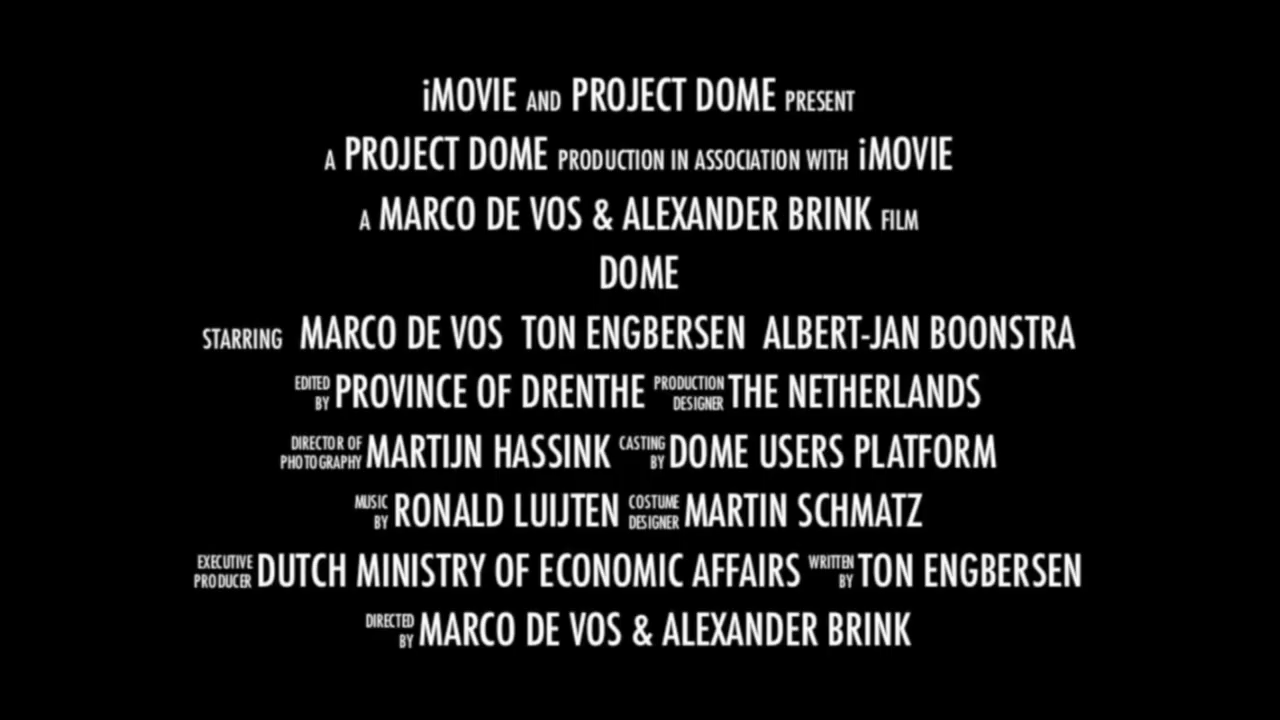 iMOVIE AND PROJECT DOME PRESENT
A PROJECT DOME PRODUCTION IN ASSOCIATION WITH iMOVIE
A MARCO DE VOS & ALEXANDER BRINK FILM
DOME
STARRING MARCO DE VOS TON ENGBERSEN ALBERT-JAN BOONSTRA
EDITED BY PROVINCE OF DRENTHE PRODUCTION DESIGNER THE NETHERLANDS
DIRECTOR OF PHOTOGRAPHY MARTIJN HASSINK CASTING BY DOME USERS PLATFORM
MUSIC BY RONALD LUIJTEN COSTUME DESIGNER MARTIN SCHMATZ
EXECUTIVE PRODUCER DUTCH MINISTRY OF ECONOMIC AFFAIRS WRITTEN BY TON ENGBERSEN
DIRECTED BY MARCO DE VOS & ALEXANDER BRINK